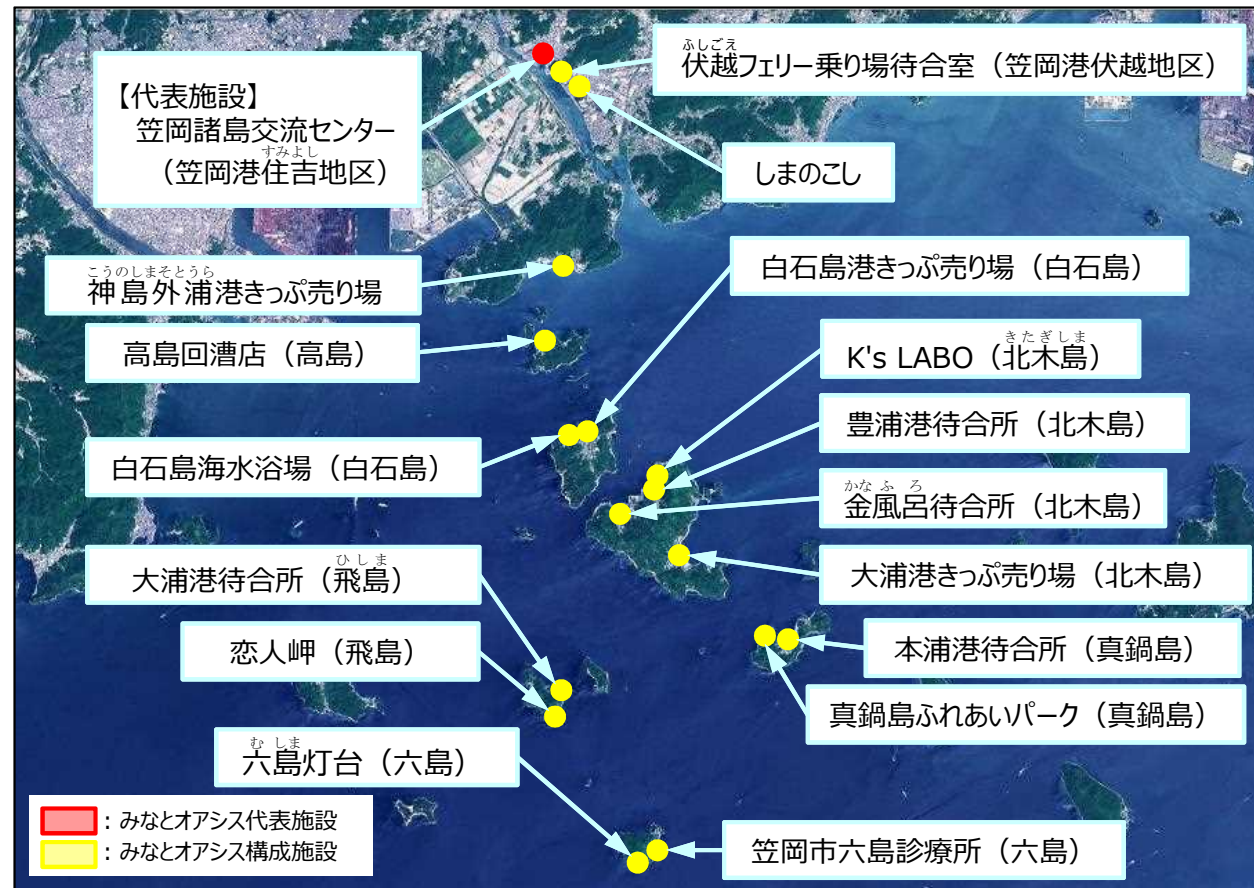 【代表施設】
笠岡諸島交流センター
すみよし
（笠岡港住吉地区）
ふしごえ
伏越フェリー乗り場待合室（笠岡港伏越地区）
しまのこし
こうのしまそとうら
神島外浦港きっぷ売り場
白石島港きっぷ売り場（白石島）
高島回漕店（高島）
きたぎしま
K's LABO（北木島）
豊浦港待合所（北木島）
白石島海水浴場（白石島）
かなふろ
金風呂待合所（北木島）
ひしま
大浦港待合所（飛島）
大浦港きっぷ売り場（北木島）
恋人岬（飛島）
本浦港待合所（真鍋島）
真鍋島ふれあいパーク（真鍋島）
むしま
六島灯台（六島）
笠岡市六島診療所（六島）
：みなとオアシス代表施設
：みなとオアシス構成施設